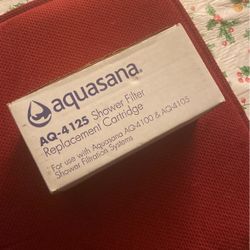 aquasana®
AQ-4125 Shower Filter
Replacement Cartridge
For use with Aquasana AQ-4100 & AQ-4105
Shower Filtration Systems